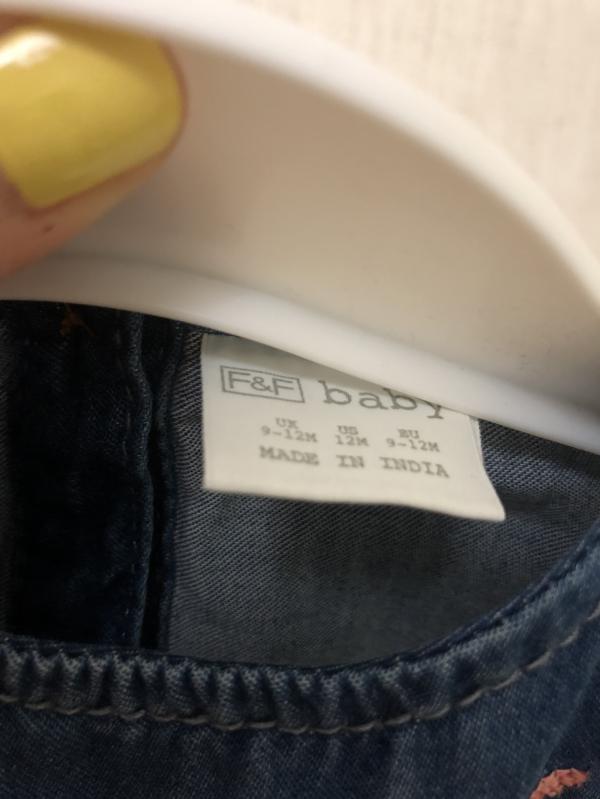 F&F baby
UK US EU
9-12M 12M 9-12M
MADE IN INDIA